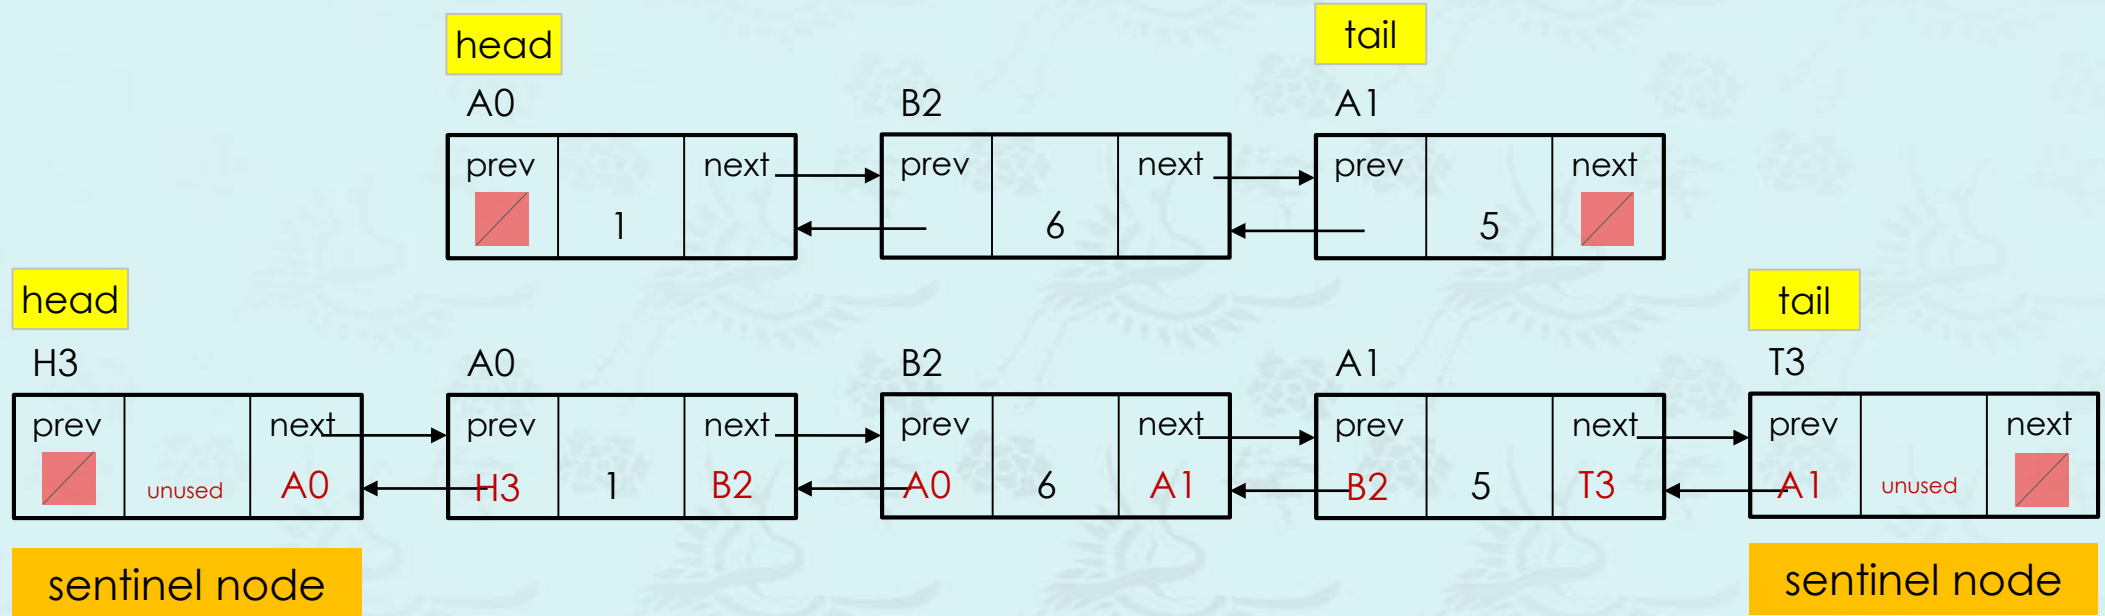 head
tail
A0
B2
A1
prev
next
prev
next
prev
next
1
6
5
head
tail
H3
A0
B2
A1
T3
prev
next
prev
next
prev
next
prev
next
prev
next
unused
A0
H3
1
B2
A0
6
A1
B2
5
T3
A1
unused
sentinel node
sentinel node